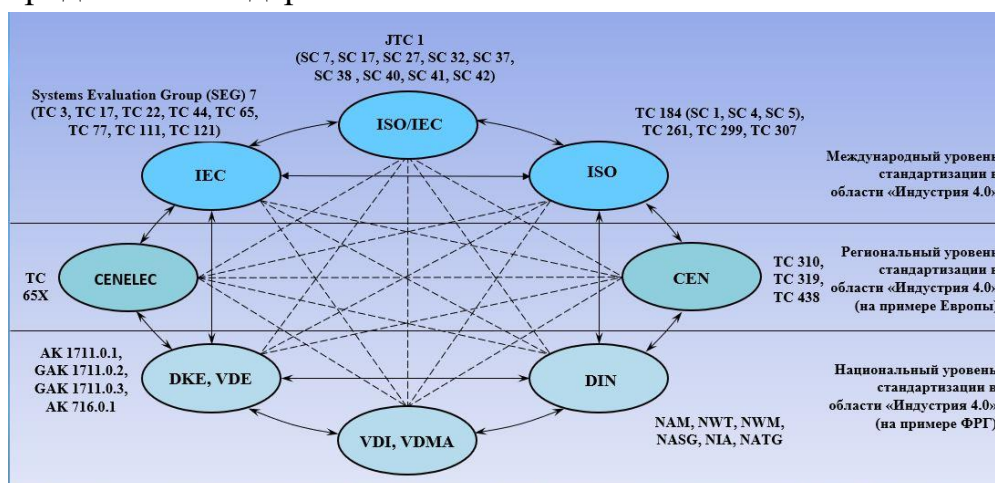 JTC 1
(SC 7, SC 17, SC 27, SC 32, SC 37,
SC 38 , SC 40, SC 41, SC 42)
Systems Evaluation Group (SEG) 7
(TC 3, TC 17, TC 22, TC 44, TC 65,
TC 77, TC 111, TC 121)
ISO/IEC
TC 184 (SC 1, SC 4, SC 5),
TC 261, TC 299, TC 307
IEC
ISO
Международный уровень
стандартизации в
области «Индустрия 4.0»
TC
65X
CENELEC
CEN
TC 310,
TC 319,
TC 438
Региональный уровень
стандартизации в
области «Индустрия 4.0»
(на примере Европы)
AK 1711.0.1,
GAK 1711.0.2,
GAK 1711.0.3,
AK 716.0.1
DKE, VDE
DIN
Национальный уровень
стандартизации в
области «Индустрия 4.0»
(на примере ФРГ)
VDI, VDMA
NAM, NWT, NWM,
NASG, NIA, NATG